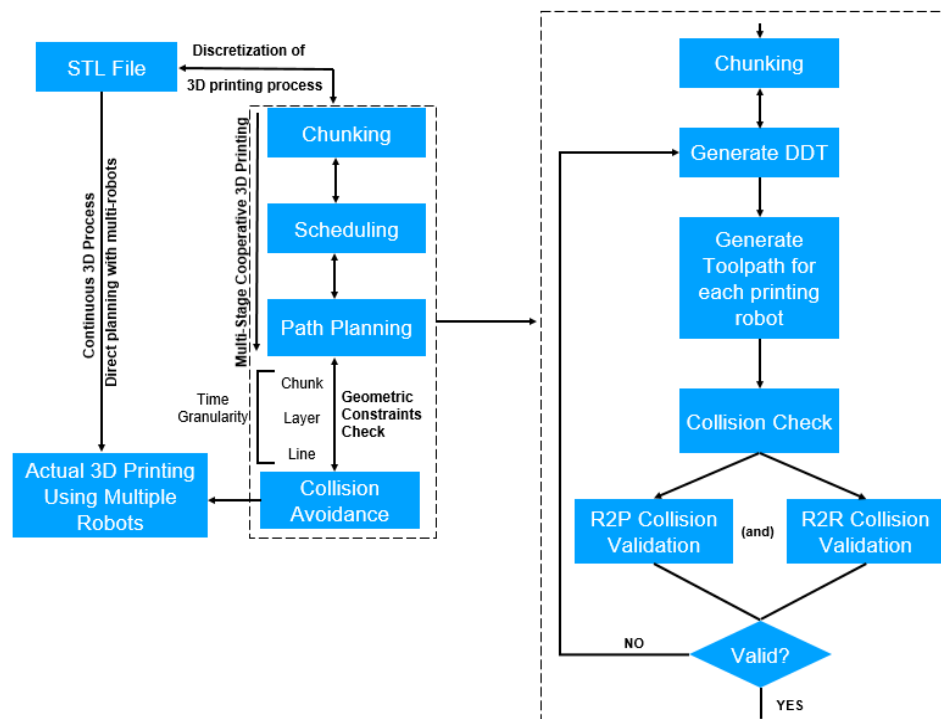 STL File
Discretization of
3D printing process
Continuous 3D Process
Direct planning with multi-robots
Multi-Stage Cooperative 3D Printing
Chunking
Scheduling
Path Planning
Time
Granularity
Chunk
Layer
Line
Geometric
Constraints
Check
Collision
Avoidance
Actual 3D Printing
Using Multiple
Robots
Chunking
Generate DDT
Generate
Toolpath for
each printing
robot
Collision Check
R2P Collision
Validation
(and)
R2R Collision
Validation
Valid?
NO
YES